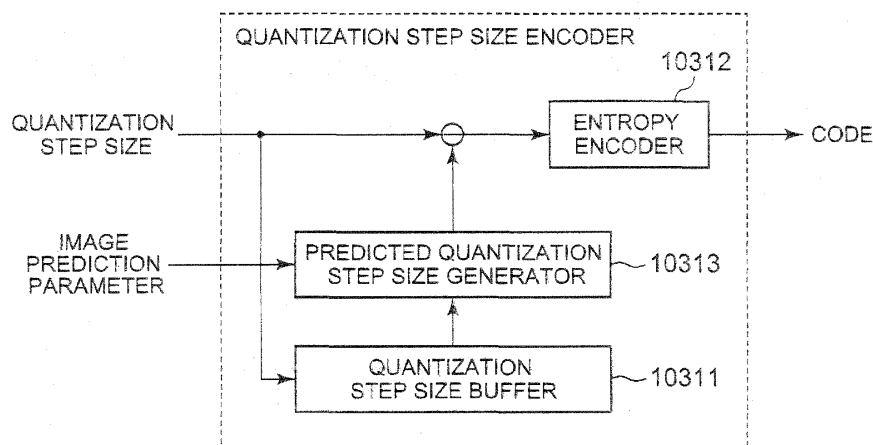 QUANTIZATION STEP SIZE ENCODER
10312
QUANTIZATION
STEP SIZE
ENTROPY
ENCODER
CODE
IMAGE
PREDICTION
PARAMETER
PREDICTED QUANTIZATION
STEP SIZE GENERATOR
10313
QUANTIZATION
STEP SIZE BUFFER
10311